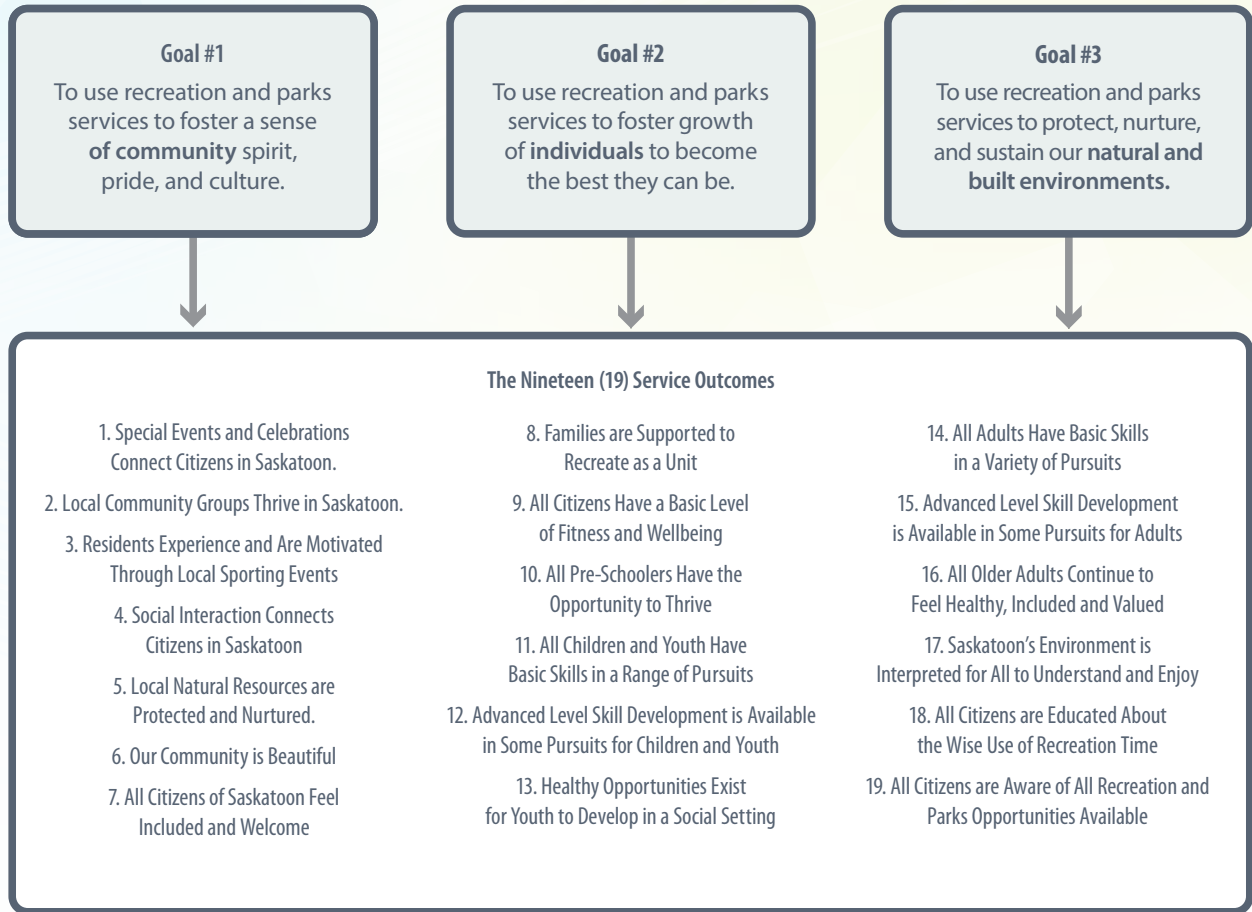 Goal #1
To use recreation and parks
services to foster a sense
of community spirit,
pride, and culture.
Goal #2
To use recreation and parks
services to foster growth
of individuals to become
the best they can be.
Goal #3
To use recreation and parks
services to protect, nurture,
and sustain our natural and
built environments.
The Nineteen (19) Service Outcomes
1. Special Events and Celebrations
Connect Citizens in Saskatoon.
2. Local Community Groups Thrive in Saskatoon.
3. Residents Experience and Are Motivated
Through Local Sporting Events
4. Social Interaction Connects
Citizens in Saskatoon
5. Local Natural Resources are
Protected and Nurtured.
6. Our Community is Beautiful
7. All Citizens of Saskatoon Feel
Included and Welcome
8. Families are Supported to
Recreate as a Unit
9. All Citizens Have a Basic Level
of Fitness and Wellbeing
10. All Pre-Schoolers Have the
Opportunity to Thrive
11. All Children and Youth Have
Basic Skills in a Range of Pursuits
12. Advanced Level Skill Development is Available
in Some Pursuits for Children and Youth
13. Healthy Opportunities Exist
for Youth to Develop in a Social Setting
14. All Adults Have Basic Skills
in a Variety of Pursuits
15. Advanced Level Skill Development
is Available in Some Pursuits for Adults
16. All Older Adults Continue to
Feel Healthy, Included and Valued
17. Saskatoon's Environment is
Interpreted for All to Understand and Enjoy
18. All Citizens are Educated About
the Wise Use of Recreation Time
19. All Citizens are Aware of All Recreation and
Parks Opportunities Available